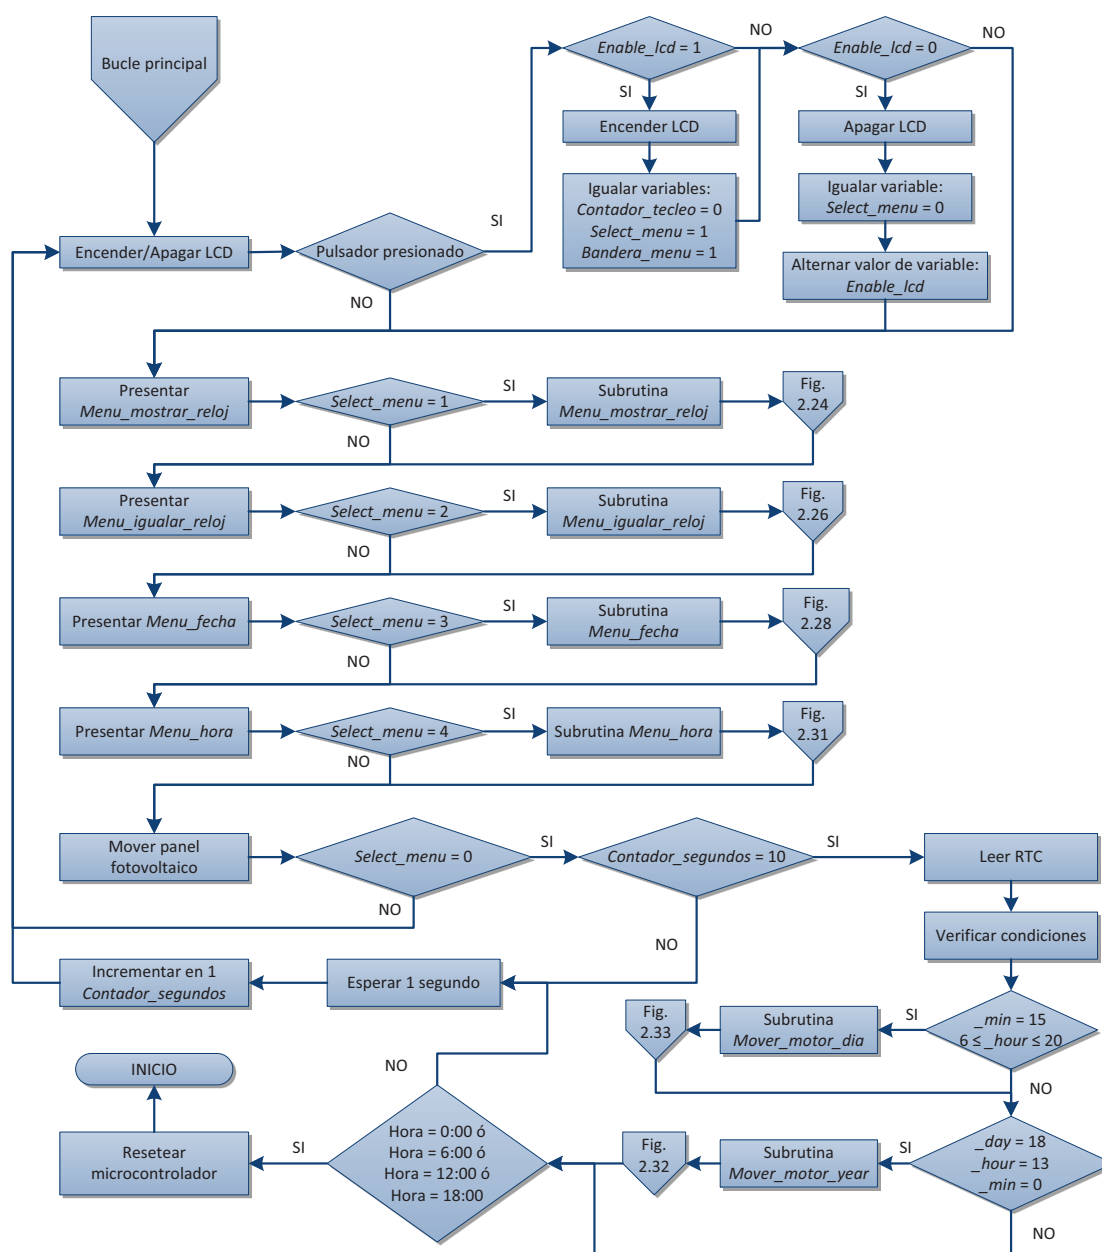 Bucle principal
Enable_lcd = 1
NO
Enable_lcd = 0
NO
SI
SI
Encender LCD
Apagar LCD
Igualar variables:
Contador_tecleo = 0
Select_menu = 1
Bandera_menu = 1
Igualar variable:
Select_menu = 0
SI
Encender/Apagar LCD
Pulsador presionado
Alternar valor de variable:
Enable_lcd
NO
Presentar
Menu_mostrar_reloj
Select_menu = 1
SI
Subrutina
Menu_mostrar_reloj
Fig.
2.24
NO
Presentar
Menu_igualar_reloj
Select_menu = 2
SI
Subrutina
Menu_igualar_reloj
Fig.
2.26
NO
Presentar Menu_fecha
Select_menu = 3
SI
Subrutina
Menu_fecha
Fig.
2.28
NO
Presentar Menu_hora
Select_menu = 4
SI
Subrutina Menu_hora
Fig.
2.31
NO
Mover panel
fotovoltaico
Select_menu = 0
SI
Contador_segundos = 10
SI
Leer RTC
NO
NO
Verificar condiciones
Incrementar en 1
Contador_segundos
Esperar 1 segundo
_min = 15
6 ≤ _hour ≤ 20
SI
Subrutina
Mover_motor_dia
Fig.
2.33
NO
NO
INICIO
Hora = 0:00 ó
Hora = 6:00 ó
Hora = 12:00 ó
Hora = 18:00
SI
Resetear
microcontrolador
Fig.
2.32
Subrutina
Mover_motor_year
SI
_day = 18
_hour = 13
_min = 0
NO